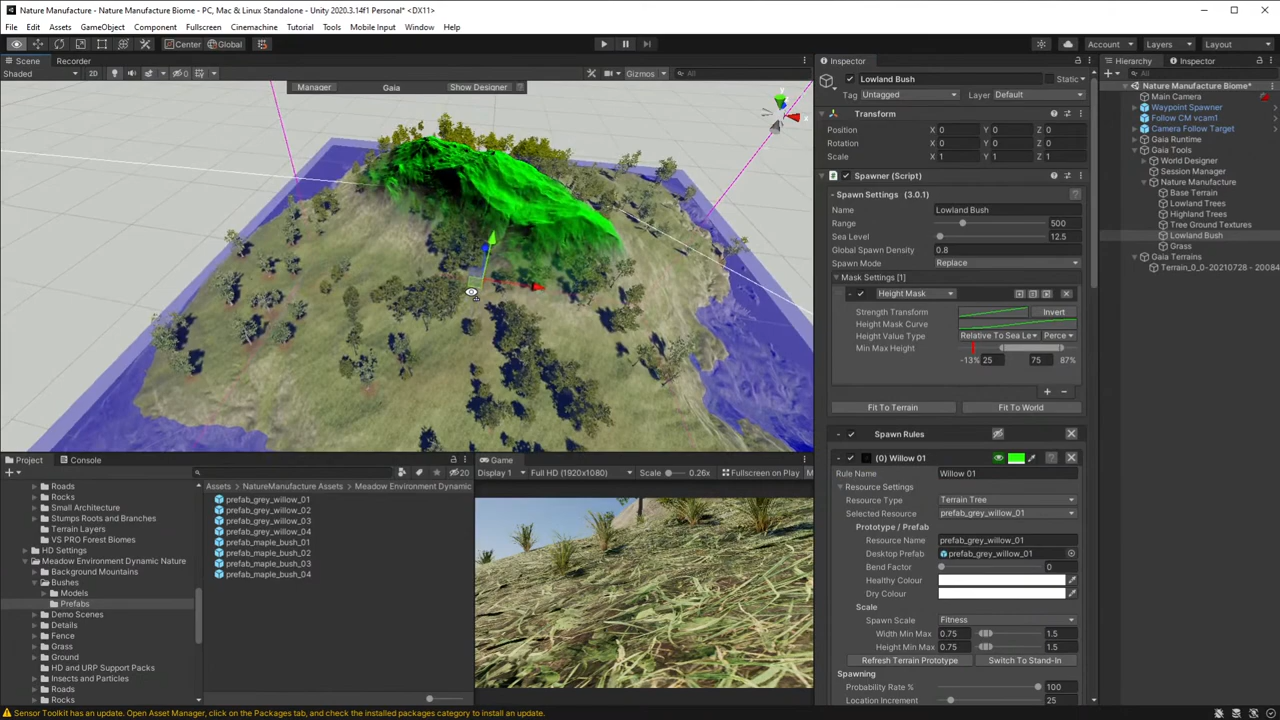 Nature Manufacture Biome - PC, Mac & Linux Standalone - Unity 2020.3.14f1 Personal* <DX11>
File Edit Assets GameObject Component Fullscreen Cinemachine Tutorial Tools Mobile Input Window Help
Center Global
Account Layers Layout
Scene Recorder
Shaded 2D 0 Gizmos All
Manager Gaia Show Designer
Inspector
Lowland Bush Static
Tag Untagged Layer Default
Transform
Position X 0 Y 0 Z 0
Rotation X 0 Y 0 Z 0
Scale X 1 Y 1 Z 1
Spawner (Script)
Spawn Settings (3.0.1)
Name Lowland Bush
Range 500
Sea Level 12.5
Global Spawn Density 0.8
Spawn Mode Replace
Mask Settings [1]
Height Mask
Strength Transform Invert
Height Mask Curve
Height Value Type Relative To Sea Le Perce
Min Max Height
-13% 25 75 87%
Fit To Terrain Fit To World
Spawn Rules
(0) Willow 01
Rule Name Willow 01
Resource Settings
Resource Type Terrain Tree
Selected Resource prefab_grey_willow_01
Prototype / Prefab
Resource Name prefab_grey_willow_01
Desktop Prefab prefab_grey_willow_01
Bend Factor 0
Healthy Colour
Dry Colour
Scale
Spawn Scale Fitness
Width Min Max 0.75 1.5
Height Min Max 0.75 1.5
Refresh Terrain Prototype Switch To Stand-In
Spawning
Probability Rate % 100
Location Increment 25
Hierarchy Inspector
All
Nature Manufacture Biome*
Main Camera
Waypoint Spawner
Follow CM vcam1
Camera Follow Target
Gaia Runtime
Gaia Tools
World Designer
Session Manager
Nature Manufacture
Base Terrain
Lowland Trees
Highland Trees
Tree Ground Textures
Lowland Bush
Grass
Gaia Terrains
Terrain_0_0-20210728 - 20084
Project Console
20
Roads
Rocks
Small Architecture
Stumps Roots and Branches
Terrain Layers
VS PRO Forest Biomes
HD Settings
Meadow Environment Dynamic Nature
Background Mountains
Bushes
Models
Prefabs
Demo Scenes
Details
Fence
Grass
Ground
HD and URP Support Packs
Insects and Particles
Roads
Rocks
Assets NatureManufacture Assets Meadow Environment Dynamic
prefab_grey_willow_01
prefab_grey_willow_02
prefab_grey_willow_03
prefab_grey_willow_04
prefab_maple_bush_01
prefab_maple_bush_02
prefab_maple_bush_03
prefab_maple_bush_04
Game
Display 1 Full HD (1920x1080) Scale 0.26x Fullscreen on Play M
Sensor Toolkit has an update. Open Asset Manager, click on the Packages tab, and check the installed packages category to install an update.